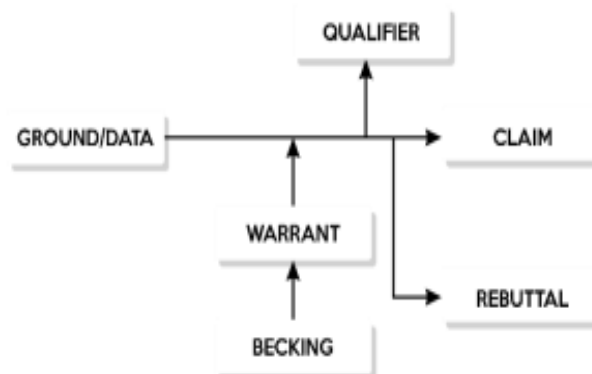 QUALIFIER
GROUND/DATA
CLAIM
WARRANT
REBUTTAL
BECKING